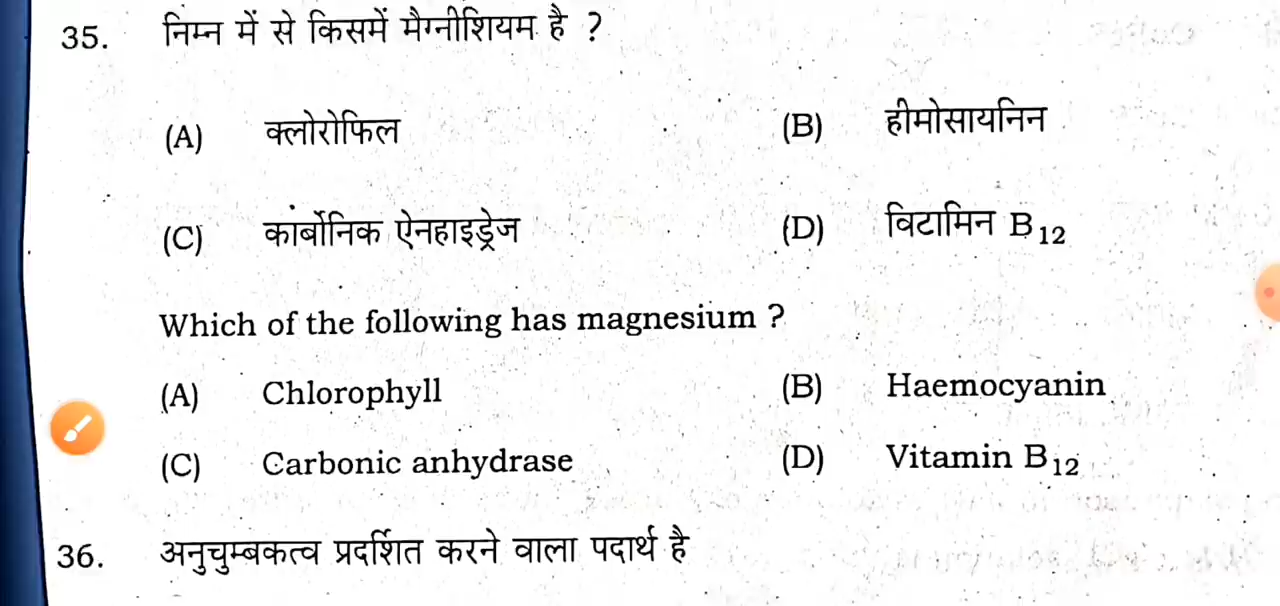 35. निम्न में से किसमें मैग्नीशियम है ?
(A) क्लोरोफिल (B) हीमोसायनिन
(C) कार्बोनिक ऐनहाइड्रेज (D) विटामिन B12
Which of the following has magnesium ?
(A) Chlorophyll (B) Haemocyanin
(C) Carbonic anhydrase (D) Vitamin B12
36. अनुचुम्बकत्व प्रदर्शित करने वाला पदार्थ है